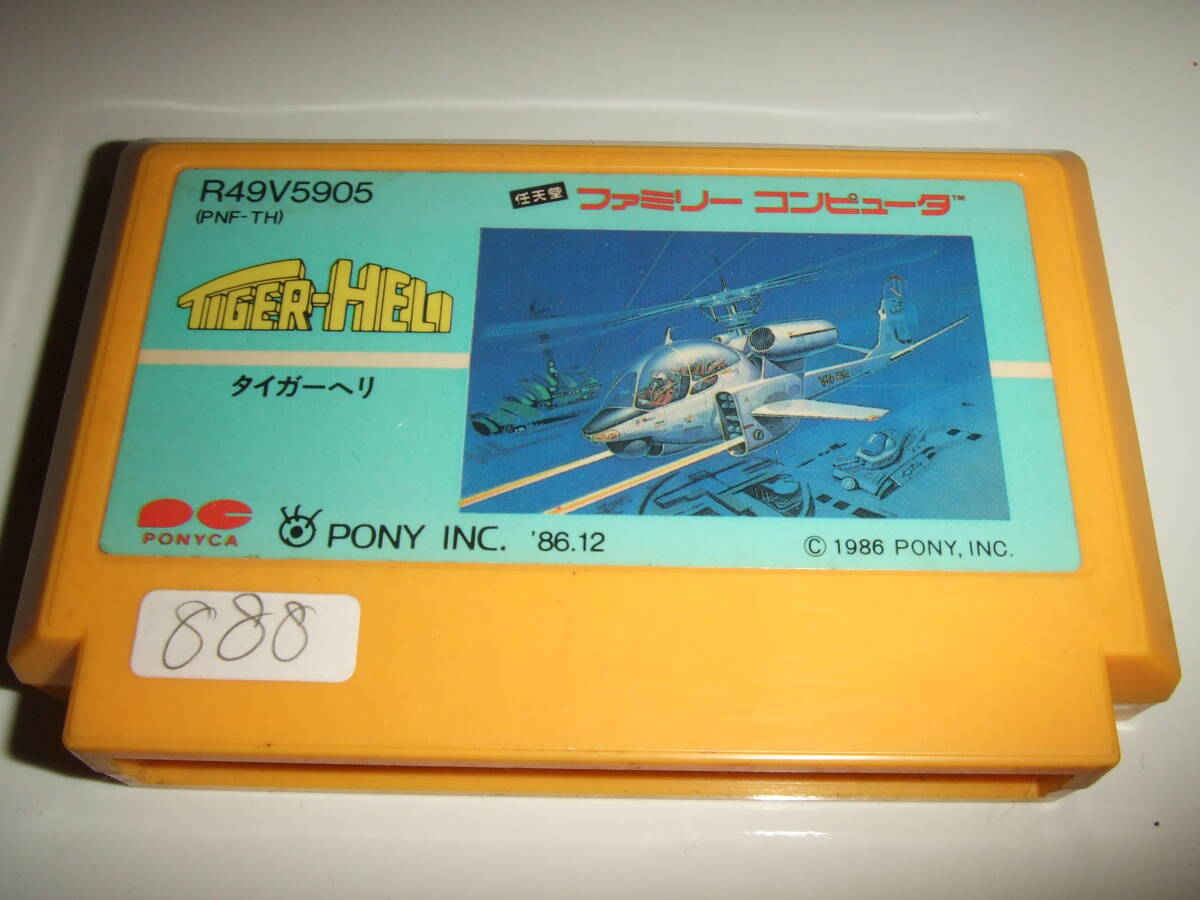 R49V5905
(PNF-TH)
任天堂 ファミリー コンピュータ™
TIGER-HELI
タイガーヘリ
PONYCA
PONY INC. '86.12
© 1986 PONY, INC.
888